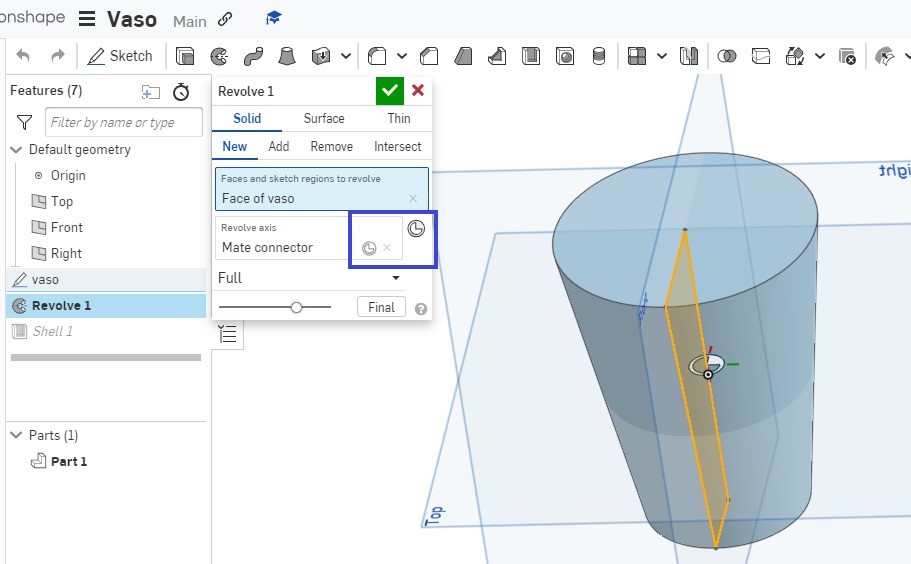 onshape
Vaso
Main
Sketch
Features (7)
Filter by name or type
Default geometry
Origin
Top
Front
Right
vaso
Revolve 1
Shell 1
Parts (1)
Part 1
Revolve 1
Solid Surface Thin
New Add Remove Intersect
Faces and sketch regions to revolve
Face of vaso
Revolve axis
Mate connector
Full
Final
Right
Top